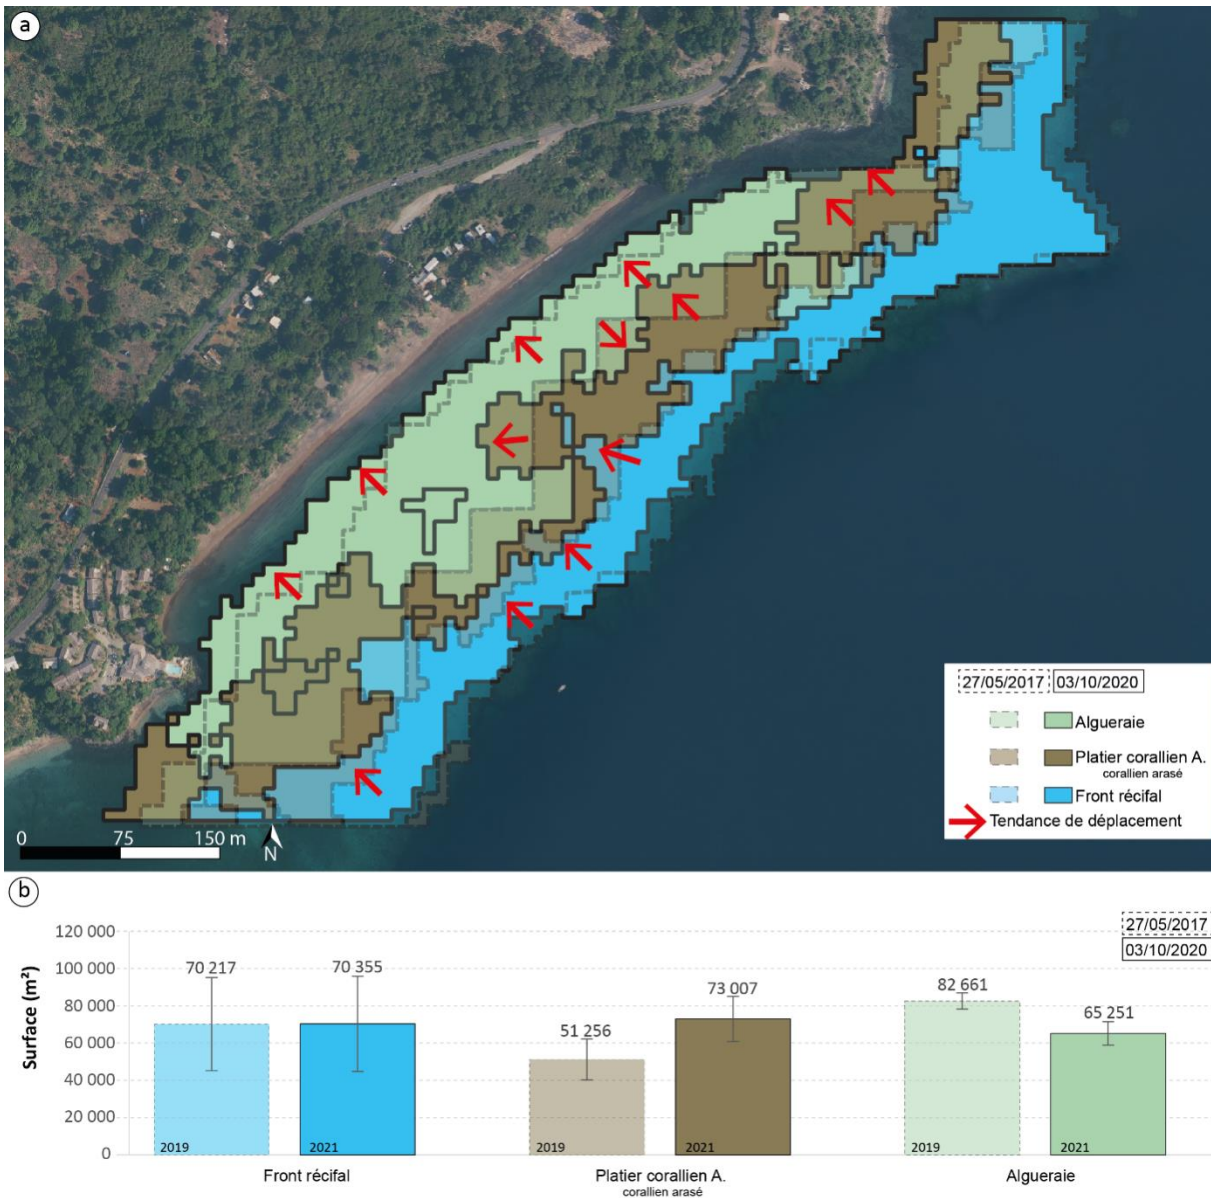 a
27/05/2017 03/10/2020
Algueraie
Platier corallien A.
corallien arasé
Front récifal
Tendance de déplacement
0 75 150 m
N
b
27/05/2017
03/10/2020
Surface (m²)
120 000
100 000
80 000
60 000
40 000
20 000
0
70 217
70 355
51 256
73 007
82 661
65 251
2019 2021 2019 2021 2019 2021
Front récifal Platier corallien A. Algueraie
corallien arasé